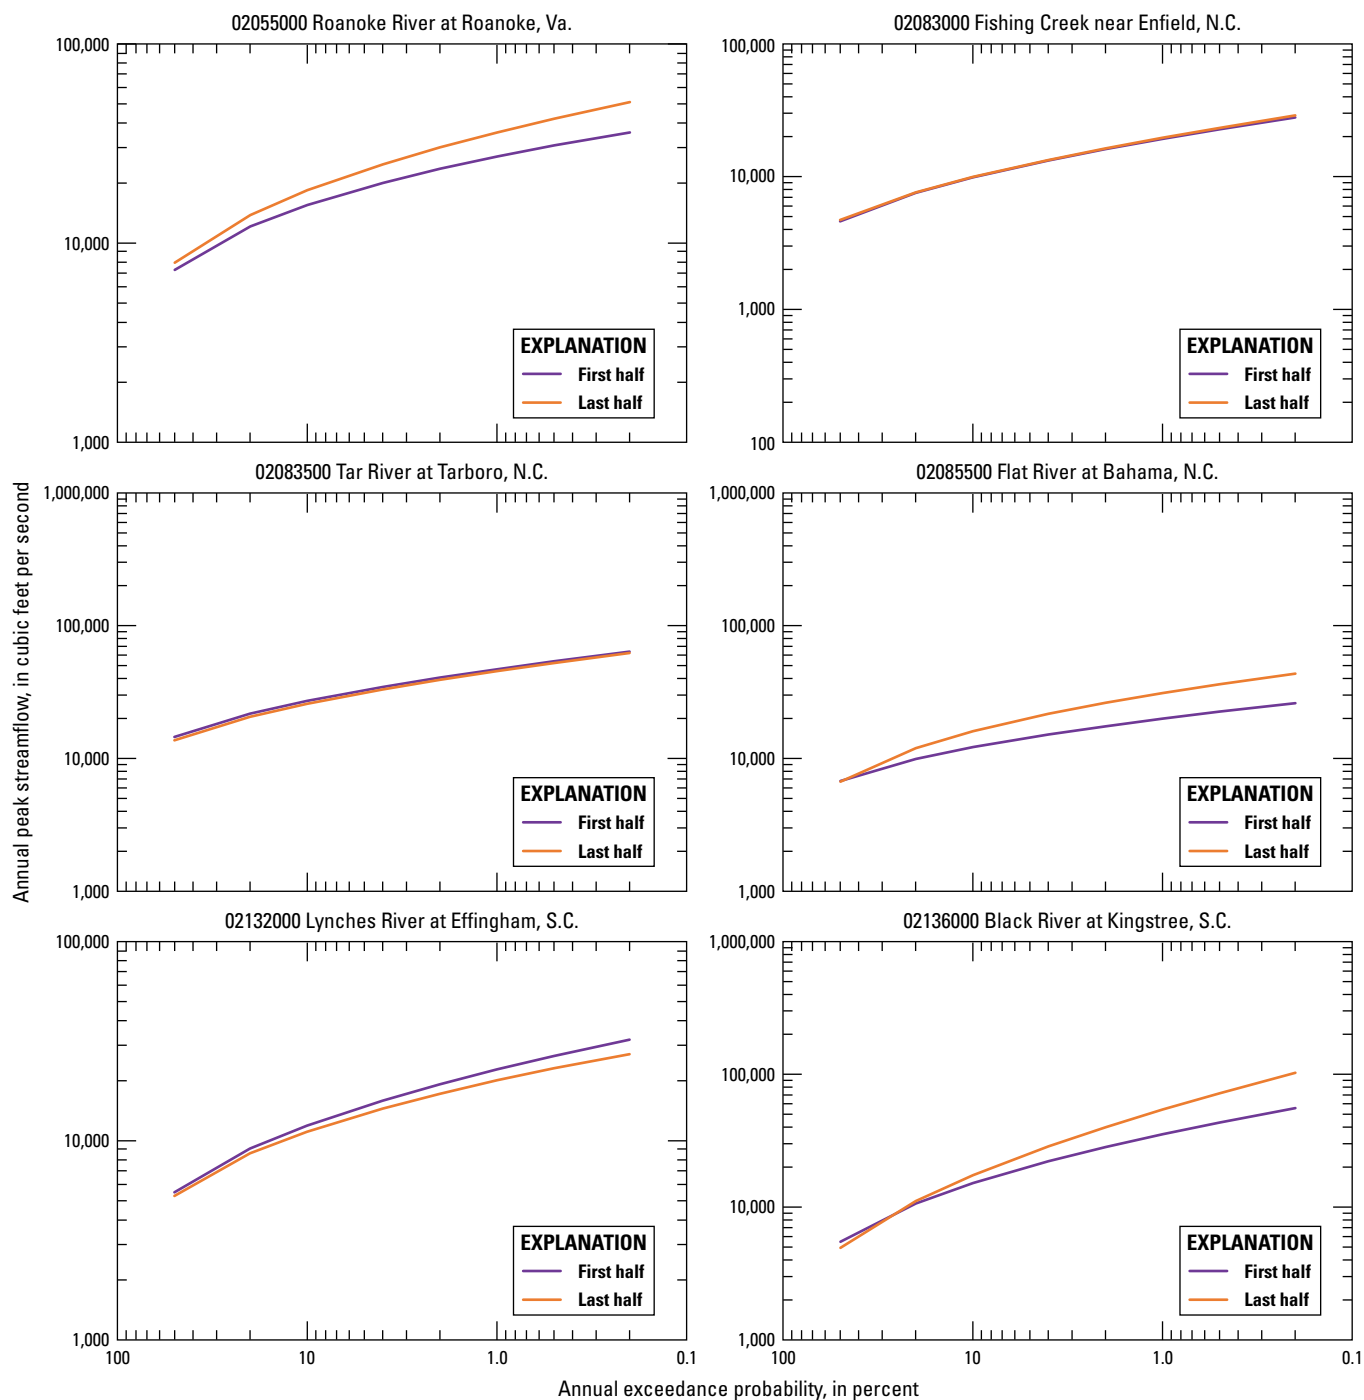 02055000 Roanoke River at Roanoke, Va.
100,000
10,000
1,000
EXPLANATION
First half
Last half
02083000 Fishing Creek near Enfield, N.C.
100,000
10,000
1,000
100
EXPLANATION
First half
Last half
Annual peak streamflow, in cubic feet per second
02083500 Tar River at Tarboro, N.C.
1,000,000
100,000
10,000
1,000
EXPLANATION
First half
Last half
02085500 Flat River at Bahama, N.C.
1,000,000
100,000
10,000
1,000
EXPLANATION
First half
Last half
02132000 Lynches River at Effingham, S.C.
100,000
10,000
1,000
EXPLANATION
First half
Last half
100 10 1.0 0.1
02136000 Black River at Kingstree, S.C.
1,000,000
100,000
10,000
1,000
EXPLANATION
First half
Last half
100 10 1.0 0.1
Annual exceedance probability, in percent